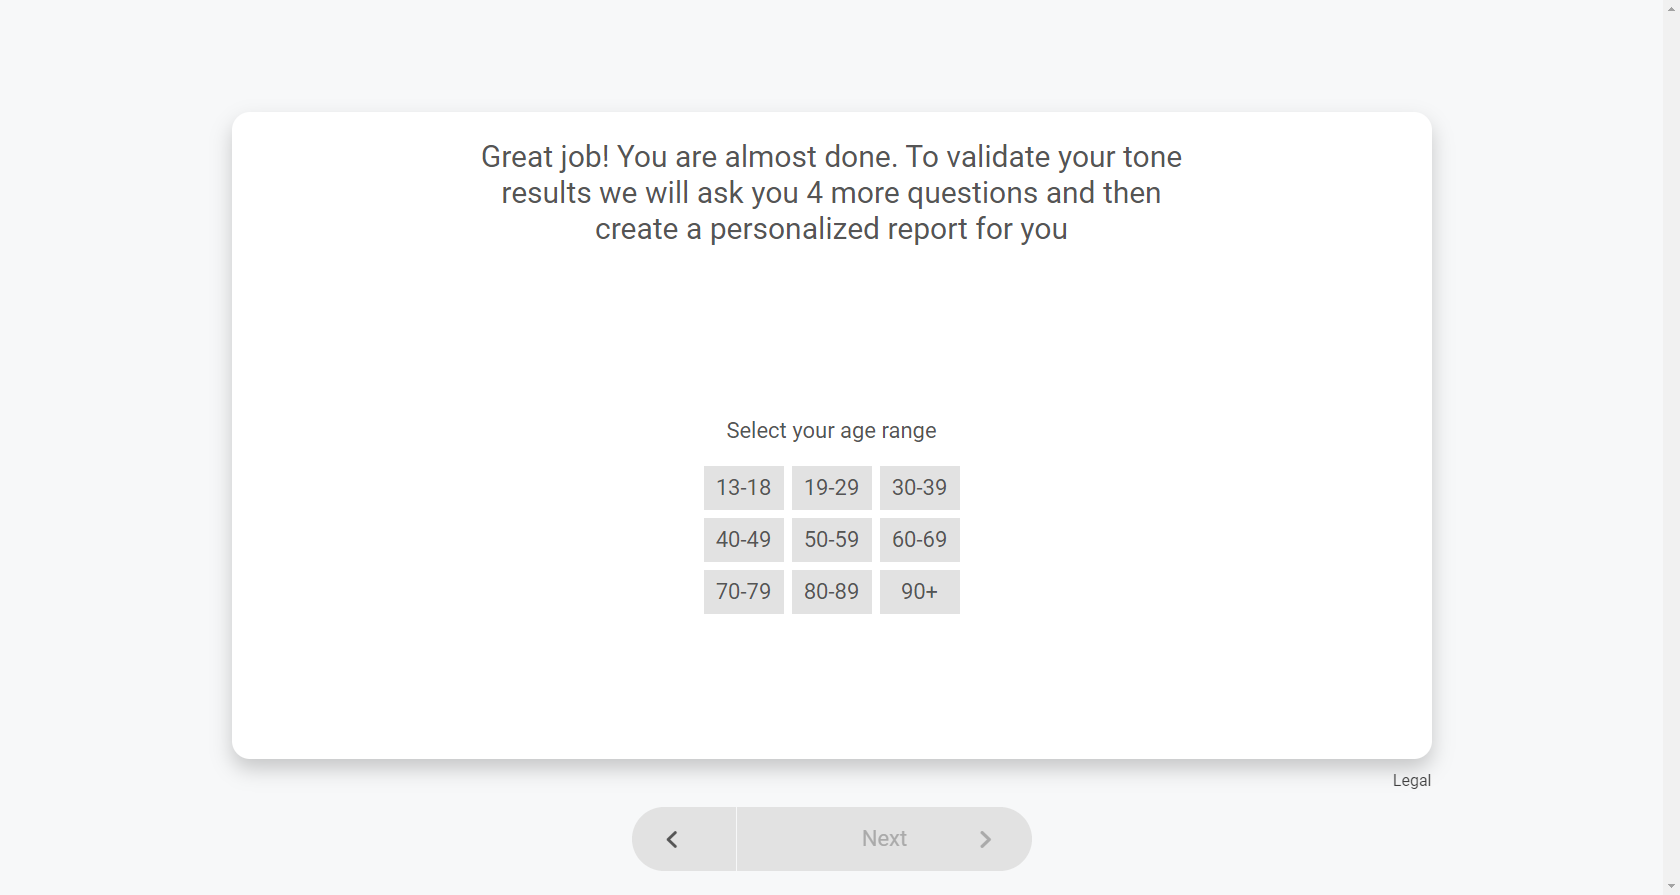 Great job! You are almost done. To validate your tone
results we will ask you 4 more questions and then
create a personalized report for you
Select your age range
13-18 19-29 30-39
40-49 50-59 60-69
70-79 80-89 90+
Legal
Next